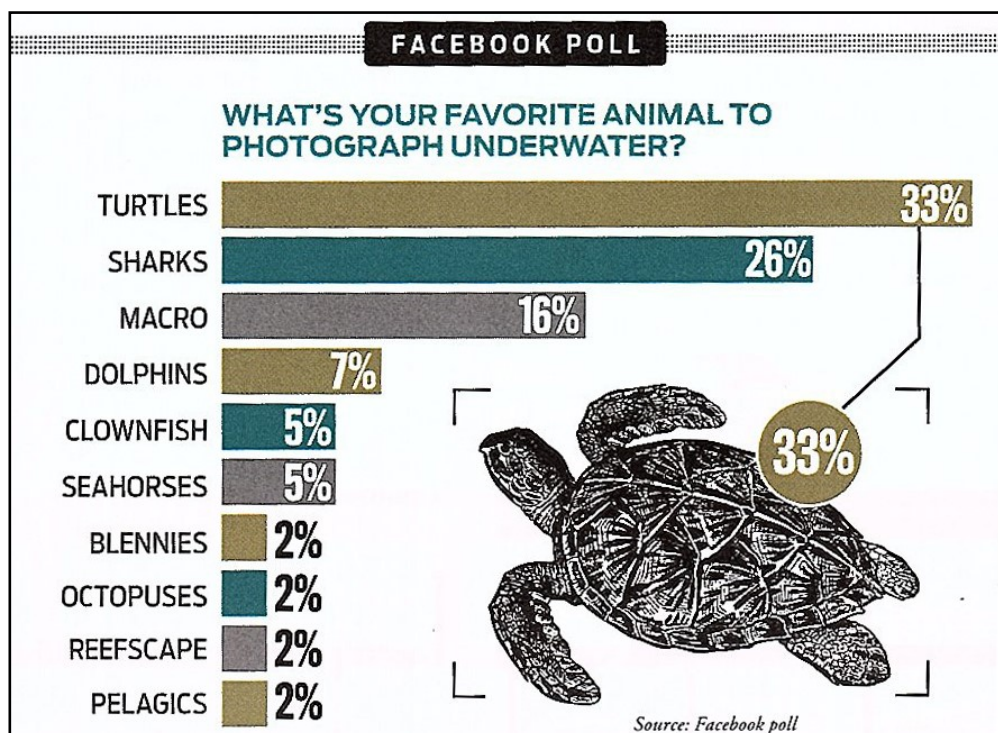 FACEBOOK POLL
WHAT'S YOUR FAVORITE ANIMAL TO
PHOTOGRAPH UNDERWATER?
TURTLES 33%
SHARKS 26%
MACRO 16%
DOLPHINS 7%
CLOWNFISH 5%
33%
SEAHORSES 5%
BLENNIES 2%
OCTOPUSES 2%
REEFSCAPE 2%
PELAGICS 2%
Source: Facebook poll